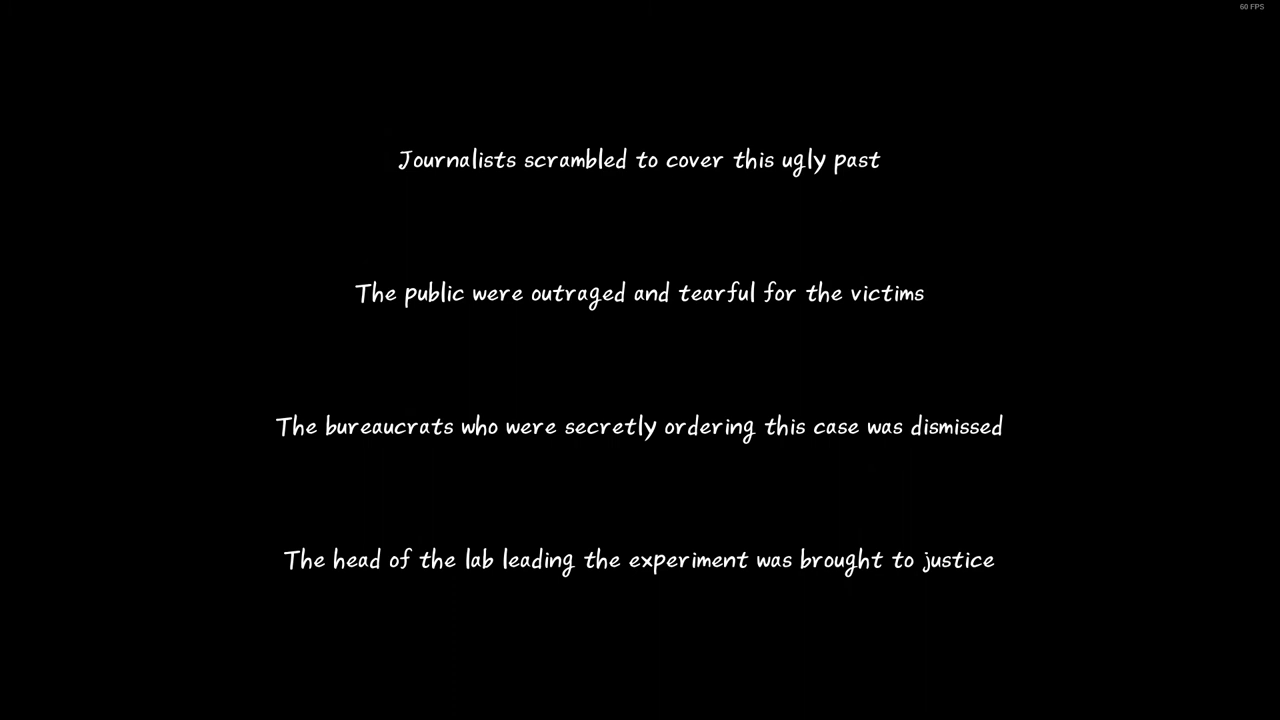 60 FPS
Journalists scrambled to cover this ugly past
The public were outraged and tearful for the victims
The bureaucrats who were secretly ordering this case was dismissed
The head of the lab leading the experiment was brought to justice